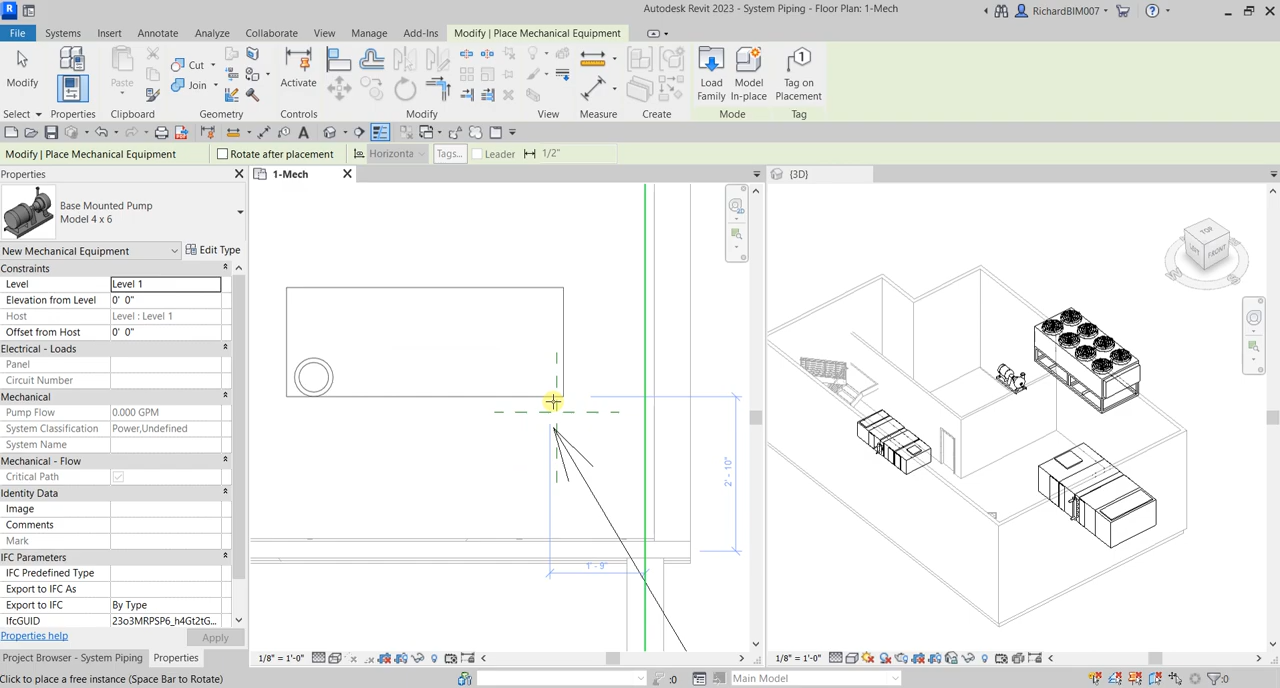 Autodesk Revit 2023 - System Piping - Floor Plan: 1-Mech
RichardBIM007
File
Systems
Insert
Annotate
Analyze
Collaborate
View
Manage
Add-Ins
Modify | Place Mechanical Equipment
Modify
Paste
Cut
Join
Activate
Load Family
Model In-place
Tag on Placement
Select
Properties
Clipboard
Geometry
Controls
Modify
View
Measure
Create
Mode
Tag
Modify | Place Mechanical Equipment
Rotate after placement
Horizonta
Tags...
Leader
1/2"
Properties
1-Mech
{3D}
Base Mounted Pump
Model 4 x 6
New Mechanical Equipment
Edit Type
Constraints
Level
Level 1
Elevation from Level
0' 0"
Host
Level : Level 1
Offset from Host
0' 0"
Electrical - Loads
Panel
Circuit Number
Mechanical
Pump Flow
0.000 GPM
System Classification
Power,Undefined
System Name
Mechanical - Flow
Critical Path
Identity Data
Image
Comments
Mark
IFC Parameters
IFC Predefined Type
Export to IFC As
Export to IFC
By Type
IfcGUID
23o3MRPSP6_h4Gt2tG...
Properties help
Apply
Project Browser - System Piping
Properties
2' - 10"
1' - 9"
TOP
LEFT
FRONT
1/8" = 1'-0"
1/8" = 1'-0"
Click to place a free instance (Space Bar to Rotate)
:0
Main Model
:0